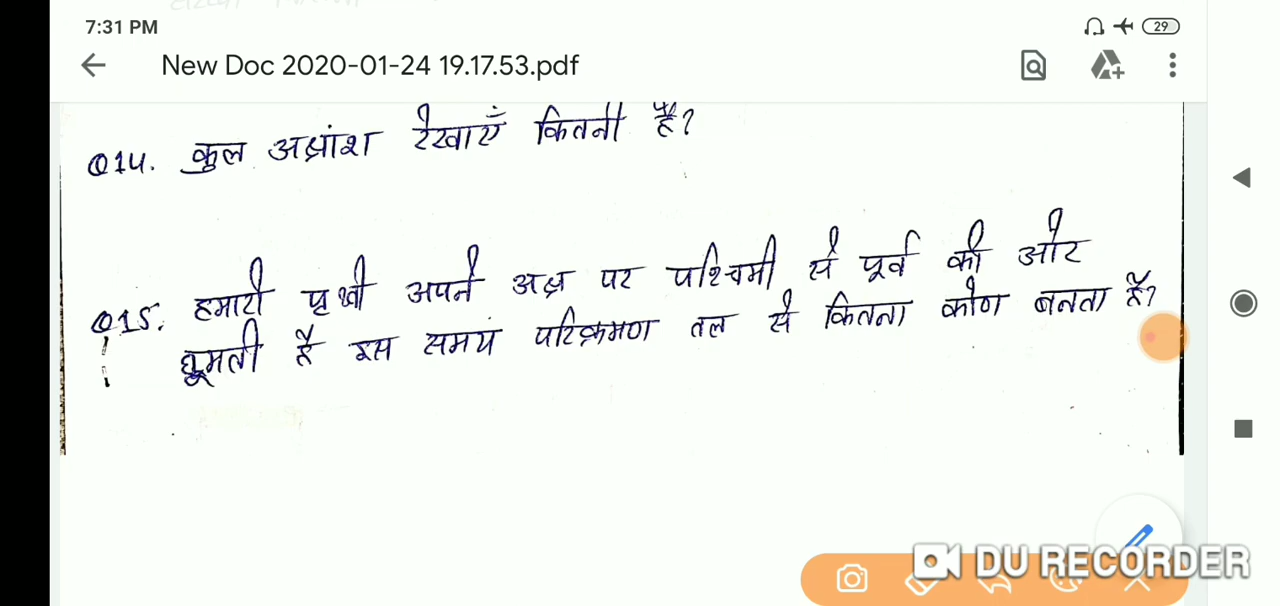 7:31 PM
29
New Doc 2020-01-24 19.17.53.pdf
Q14. कुल अक्षांश रेखाएँ कितनी है?
Q15. हमारी पृथ्वी अपने अक्ष पर पश्चिमी से पूर्व की ओर
घूमती है इस समय परिक्रमण तल से कितना कोण बनता है?
DU RECORDER